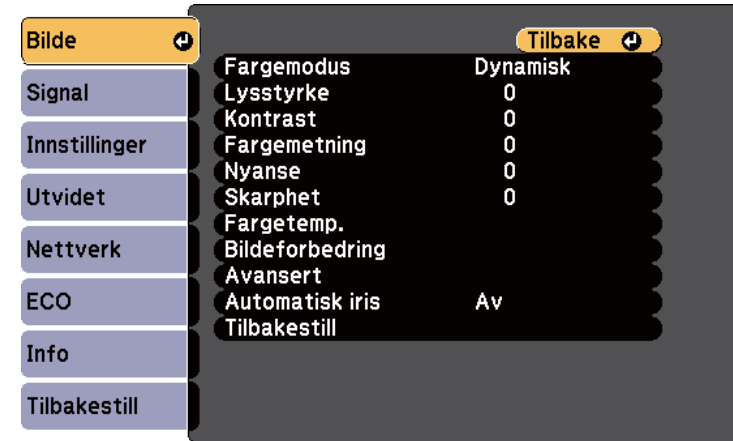 Bilde
Signal
Innstillinger
Utvidet
Nettverk
ECO
Info
Tilbakestill
Tilbake
Fargemodus Dynamisk
Lysstyrke 0
Kontrast 0
Fargemetning 0
Nyanse 0
Skarphet 0
Fargetemp.
Bildeforbedring
Avansert
Automatisk iris Av
Tilbakestill